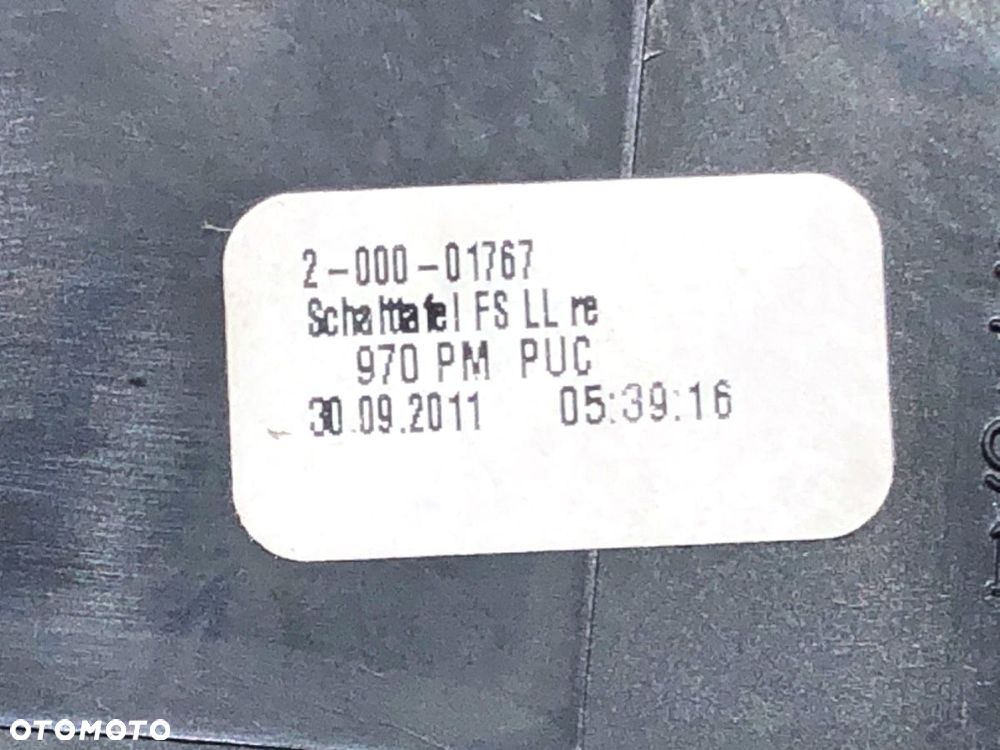 2-000-01767
Schalttafel FS LL re
970 PM PUC
30.09.2011 05:39:16
OTOMOTO